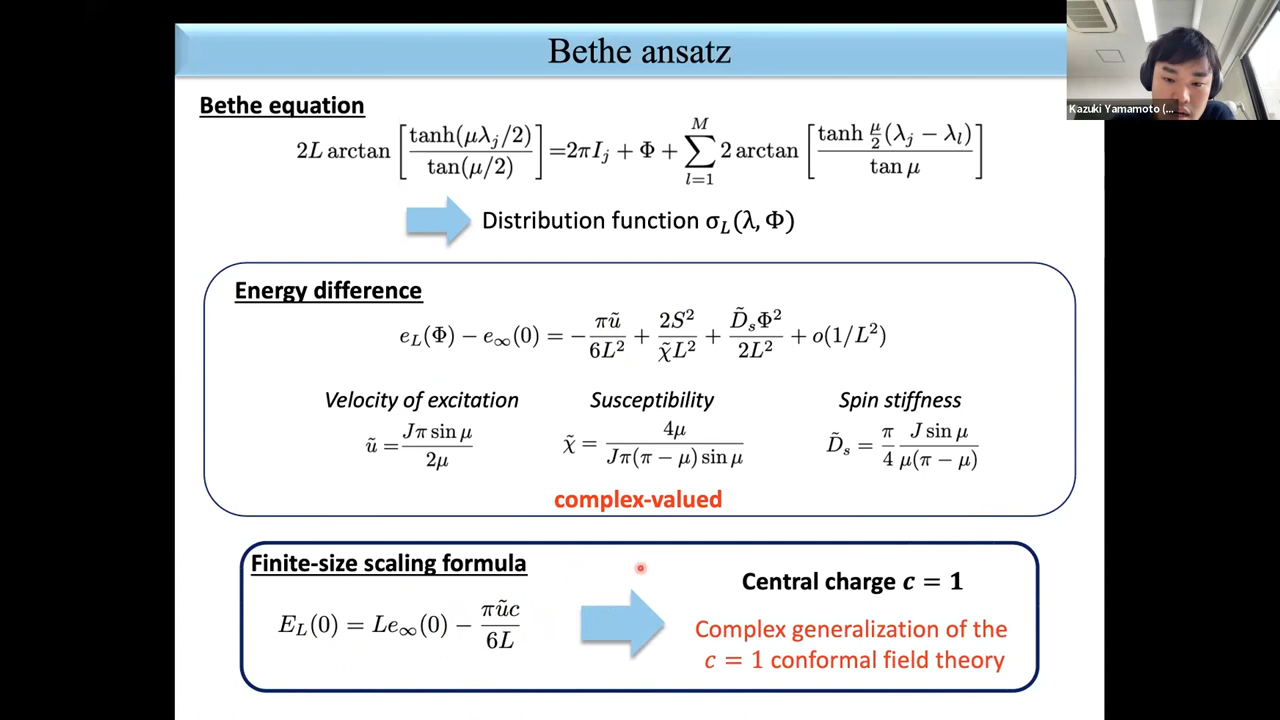 Bethe ansatz
Kazuki Yamamoto (...
Bethe equation
2L arctan [tanh(μλ_j/2) / tan(μ/2)] = 2πI_j + Φ + ∑_{l=1}^{M} 2 arctan [tanh μ/2 (λ_j − λ_l) / tan μ]
Distribution function σ_L(λ, Φ)
Energy difference
e_L(Φ) − e_∞(0) = − πũ / 6L² + 2S² / χ̃L² + D̃_sΦ² / 2L² + o(1/L²)
Velocity of excitation
Susceptibility
Spin stiffness
ũ = Jπ sin μ / 2μ
χ̃ = 4μ / Jπ(π − μ) sin μ
D̃_s = π/4 J sin μ / μ(π − μ)
complex-valued
Finite-size scaling formula
E_L(0) = Le_∞(0) − πũc / 6L
Central charge c = 1
Complex generalization of the
c = 1 conformal field theory